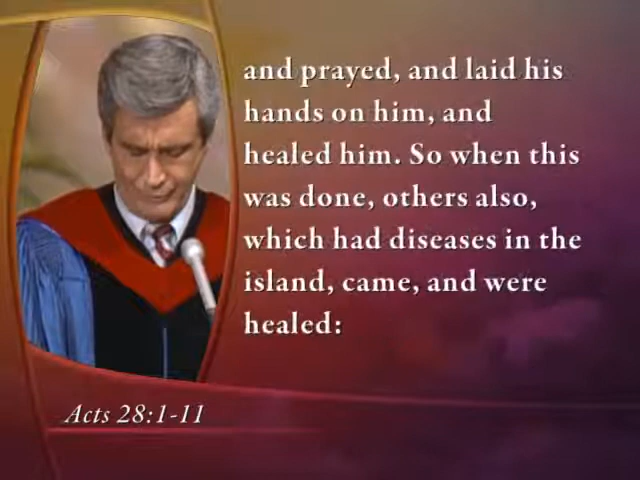 and prayed, and laid his
hands on him, and
healed him. So when this
was done, others also,
which had diseases in the
island, came, and were
healed:
Acts 28:1-11